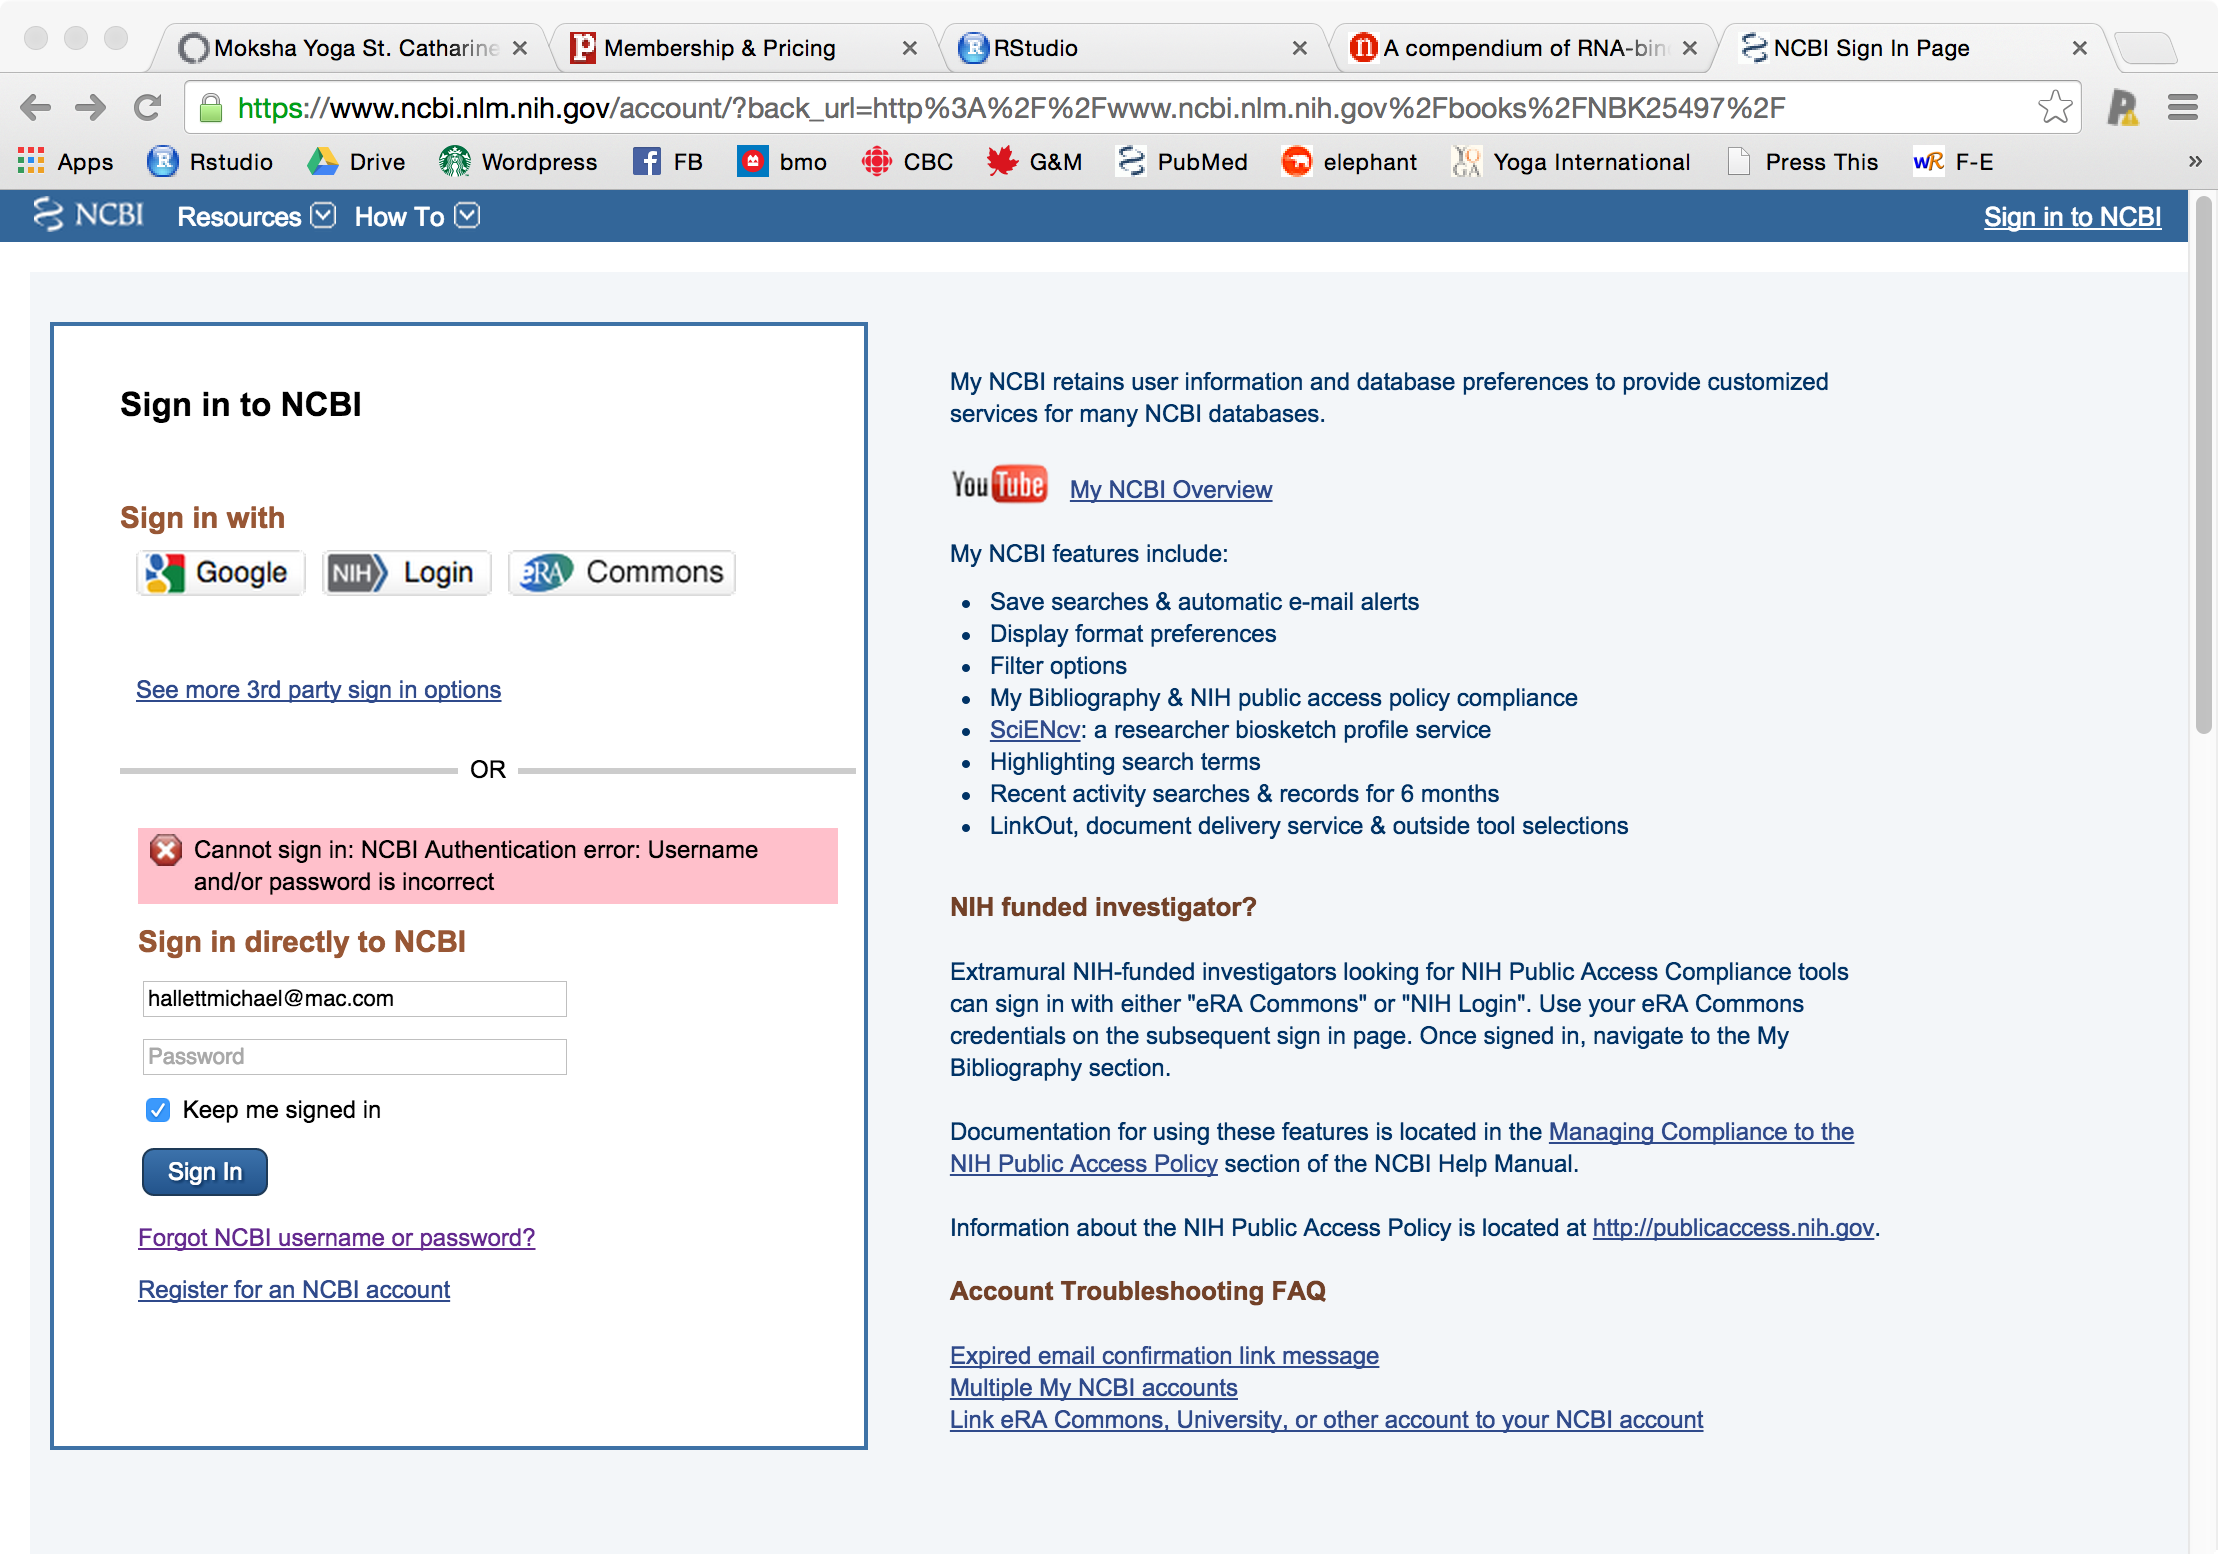 Moksha Yoga St. Catharine
Membership & Pricing
RStudio
A compendium of RNA-bin
NCBI Sign In Page
https://www.ncbi.nlm.nih.gov/account/?back_url=http%3A%2F%2Fwww.ncbi.nlm.nih.gov%2Fbooks%2FNBK25497%2F
Apps Rstudio Drive Wordpress FB bmo CBC G&M PubMed elephant YOGA Yoga International Press This wR F-E »
NCBI Resources How To Sign in to NCBI
Sign in to NCBI
Sign in with
Google NIH Login eRA Commons
See more 3rd party sign in options
OR
Cannot sign in: NCBI Authentication error: Username
and/or password is incorrect
Sign in directly to NCBI
hallettmichael@mac.com
Password
Keep me signed in
Sign In
Forgot NCBI username or password?
Register for an NCBI account
My NCBI retains user information and database preferences to provide customized
services for many NCBI databases.
YouTube My NCBI Overview
My NCBI features include:
• Save searches & automatic e-mail alerts
• Display format preferences
• Filter options
• My Bibliography & NIH public access policy compliance
• SciENcv: a researcher biosketch profile service
• Highlighting search terms
• Recent activity searches & records for 6 months
• LinkOut, document delivery service & outside tool selections
NIH funded investigator?
Extramural NIH-funded investigators looking for NIH Public Access Compliance tools
can sign in with either "eRA Commons" or "NIH Login". Use your eRA Commons
credentials on the subsequent sign in page. Once signed in, navigate to the My
Bibliography section.
Documentation for using these features is located in the Managing Compliance to the
NIH Public Access Policy section of the NCBI Help Manual.
Information about the NIH Public Access Policy is located at http://publicaccess.nih.gov.
Account Troubleshooting FAQ
Expired email confirmation link message
Multiple My NCBI accounts
Link eRA Commons, University, or other account to your NCBI account